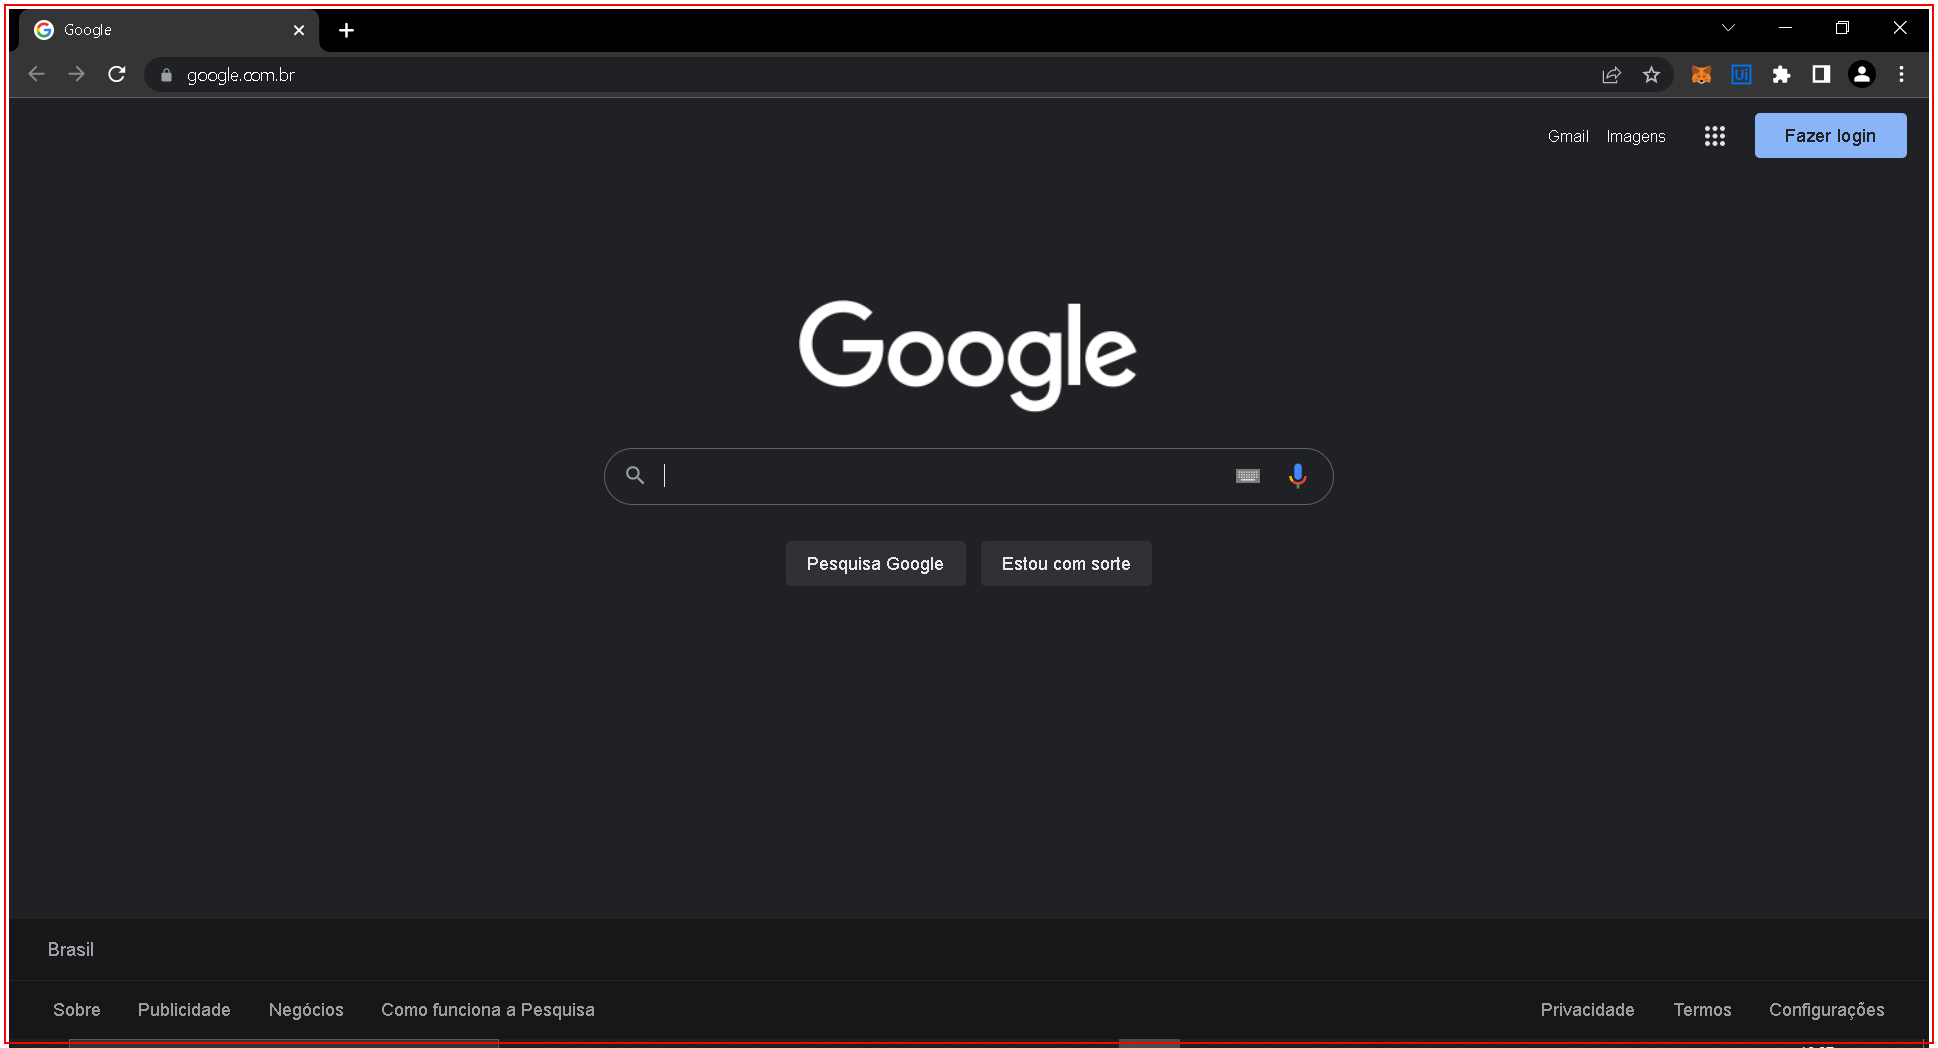 Google
google.com.br
Ui
Gmail Imagens Fazer login
Google
Pesquisa Google Estou com sorte
Brasil
Sobre Publicidade Negócios Como funciona a Pesquisa Privacidade Termos Configurações